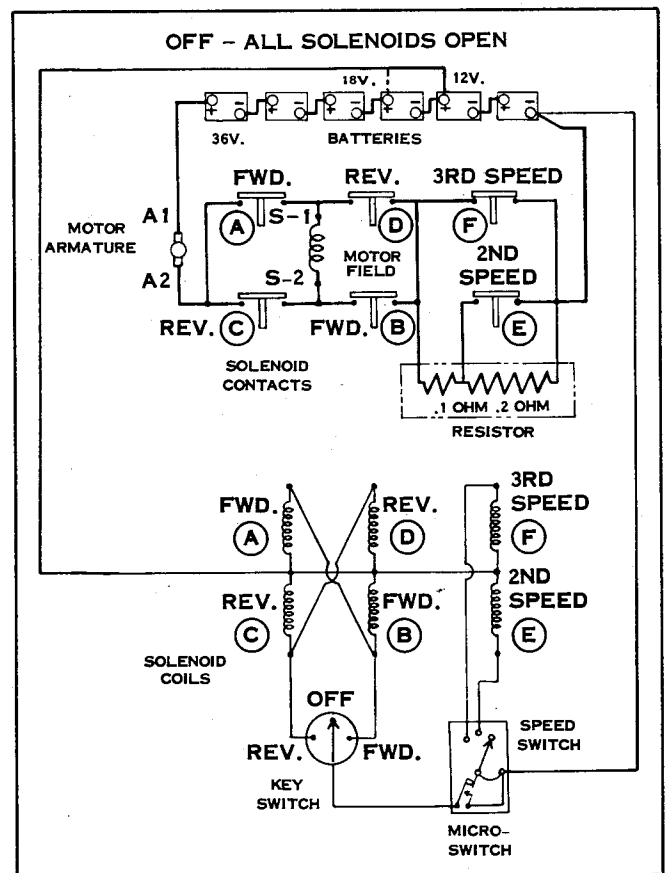 OFF - ALL SOLENOIDS OPEN
18V. 12V.
+ - + - + - + - + - + -
36V. BATTERIES
FWD. REV. 3RD SPEED
A1 A S-1 D F
MOTOR
ARMATURE
MOTOR
FIELD
2ND
SPEED
A2 S-2
REV. C FWD. B E
SOLENOID
CONTACTS
.1 OHM .2 OHM
RESISTOR
FWD. REV. 3RD
SPEED
A D F
REV. FWD. 2ND
SPEED
C B E
SOLENOID
COILS
OFF
REV. FWD.
SPEED
SWITCH
KEY
SWITCH
MICRO-
SWITCH